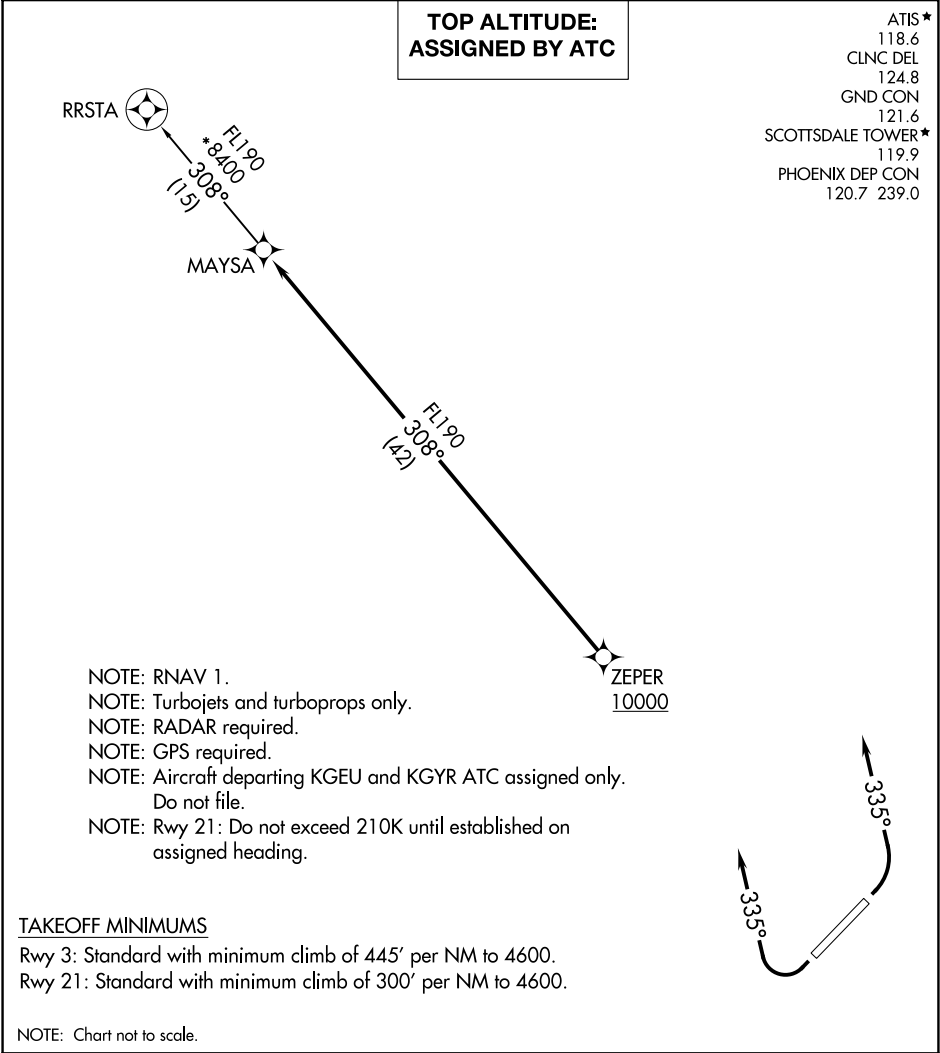 TOP ALTITUDE:
ASSIGNED BY ATC
ATIS★
118.6
CLNC DEL
124.8
GND CON
121.6
SCOTTSDALE TOWER★
119.9
PHOENIX DEP CON
120.7 239.0
RRSTA
FL190
*8400
308°
(15)
MAYSA
FL190
308°
(42)
ZEPER
10000
NOTE: RNAV 1.
NOTE: Turbojets and turboprops only.
NOTE: RADAR required.
NOTE: GPS required.
NOTE: Aircraft departing KGEU and KGYR ATC assigned only.
Do not file.
NOTE: Rwy 21: Do not exceed 210K until established on
assigned heading.
335°
335°
TAKEOFF MINIMUMS
Rwy 3: Standard with minimum climb of 445' per NM to 4600.
Rwy 21: Standard with minimum climb of 300' per NM to 4600.
NOTE: Chart not to scale.